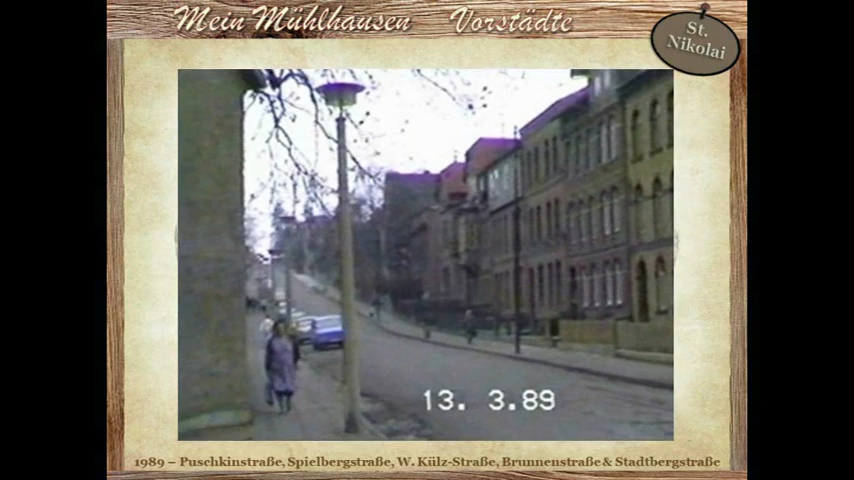 Mein Mühlhausen Vorstädte
St.
Nikolai
13. 3.89
1989 – Puschkinstraße, Spielbergstraße, W. Külz-Straße, Brunnenstraße & Stadtbergstraße